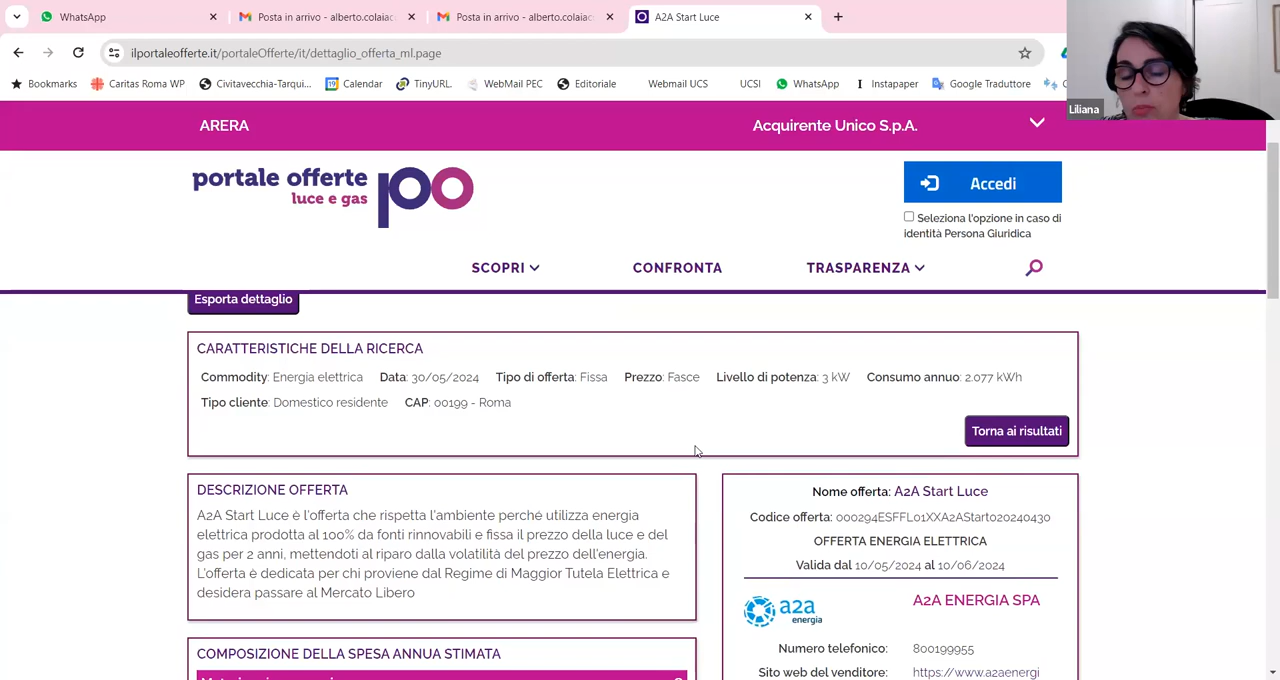 WhatsApp
Posta in arrivo - alberto.colaiac
Posta in arrivo - alberto.colaiac
A2A Start Luce
ilportaleofferte.it/portaleOfferte/it/dettaglio_offerta_ml.page
Bookmarks Caritas Roma WP Civitavecchia-Tarqui... Calendar TinyURL. WebMail PEC Editoriale Webmail UCS UCSI WhatsApp Instapaper Google Traduttore
Liliana
ARERA Acquirente Unico S.p.A.
portale offerte
luce e gas
po
Accedi
Seleziona l'opzione in caso di
identità Persona Giuridica
SCOPRI CONFRONTA TRASPARENZA
Esporta dettaglio
CARATTERISTICHE DELLA RICERCA
Commodity: Energia elettrica Data: 30/05/2024 Tipo di offerta: Fissa Prezzo: Fasce Livello di potenza: 3 kW Consumo annuo: 2.077 kWh
Tipo cliente: Domestico residente CAP: 00199 - Roma
Torna ai risultati
DESCRIZIONE OFFERTA
A2A Start Luce è l'offerta che rispetta l'ambiente perché utilizza energia
elettrica prodotta al 100% da fonti rinnovabili e fissa il prezzo della luce e del
gas per 2 anni, mettendoti al riparo dalla volatilità del prezzo dell'energia.
L'offerta è dedicata per chi proviene dal Regime di Maggior Tutela Elettrica e
desidera passare al Mercato Libero
COMPOSIZIONE DELLA SPESA ANNUA STIMATA
Nome offerta: A2A Start Luce
Codice offerta: 000294ESFFL01XXA2AStart020240430
OFFERTA ENERGIA ELETTRICA
Valida dal 10/05/2024 al 10/06/2024
a2a
energia
A2A ENERGIA SPA
Numero telefonico: 800199955
Sito web del venditore: https://www.a2aenergi